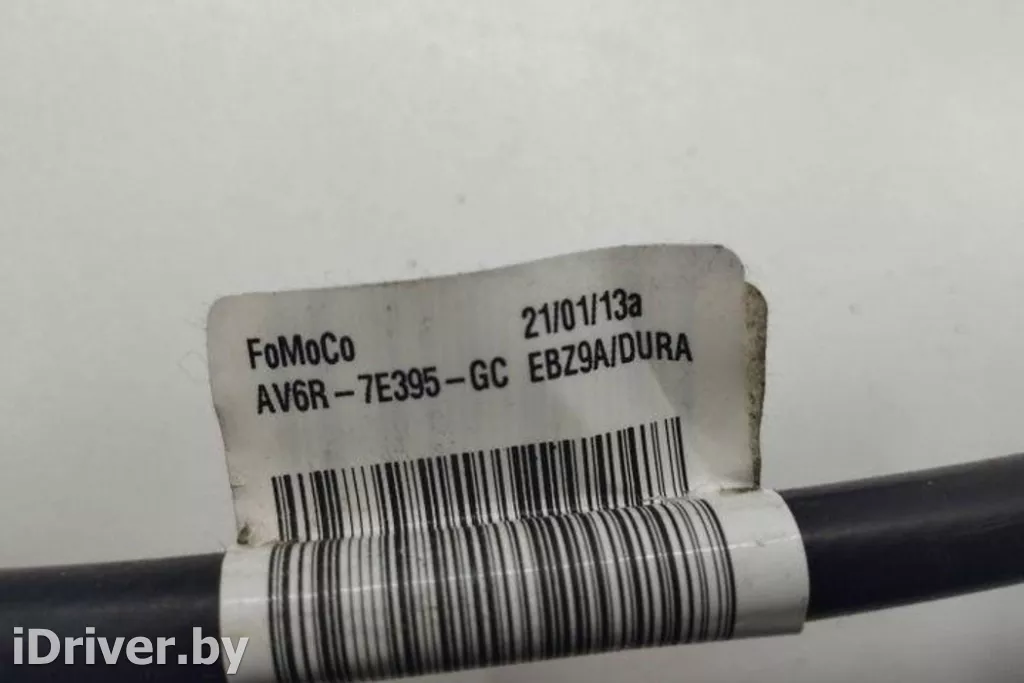 FoMoCo 21/01/13a
AV6R-7E395-GC EBZ9A/DURA
iDriver.by